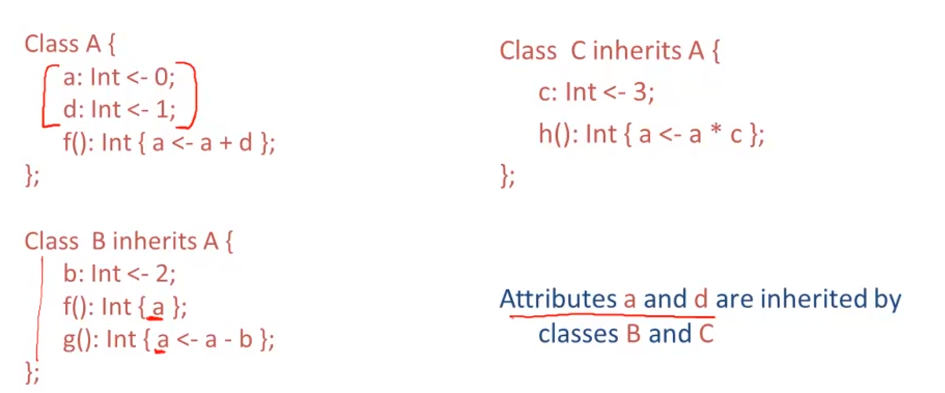 Class A {
a: Int <- 0;
d: Int <- 1;
f(): Int { a <- a + d };
};
Class B inherits A {
b: Int <- 2;
f(): Int { a };
g(): Int { a <- a - b };
};
Class C inherits A {
c: Int <- 3;
h(): Int { a <- a * c };
};
Attributes a and d are inherited by
classes B and C